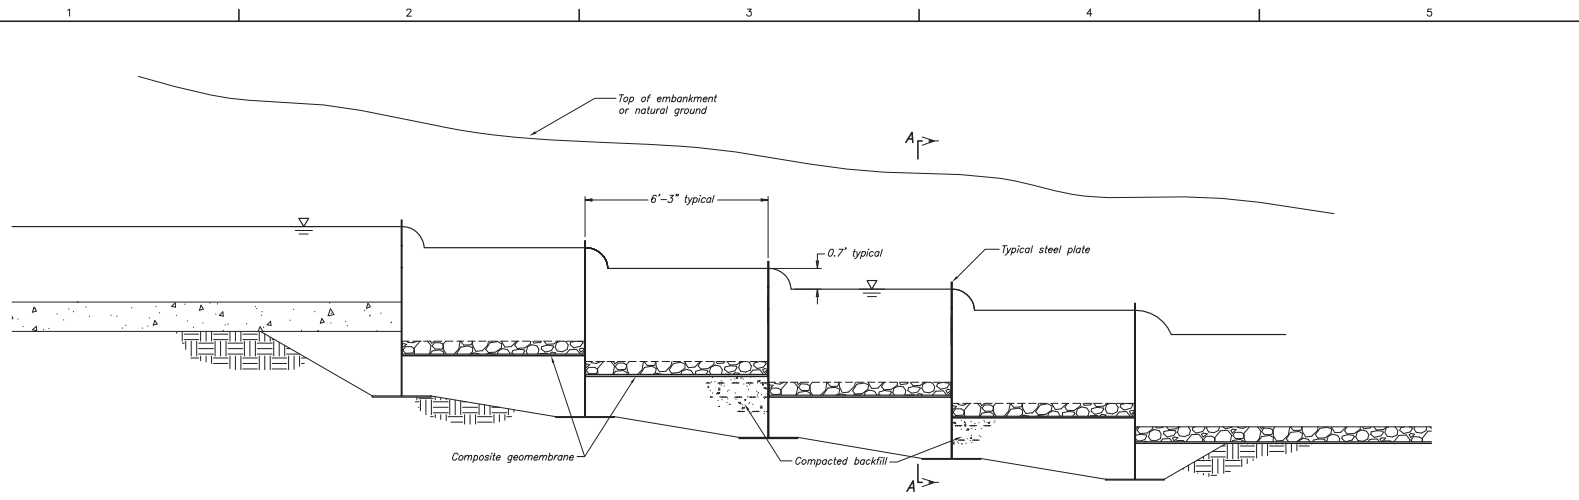 1 2 3 4 5
Top of embankment
or natural ground
A
6'-3" typical
0.7' typical
Typical steel plate
Composite geomembrane
Compacted backfill
A